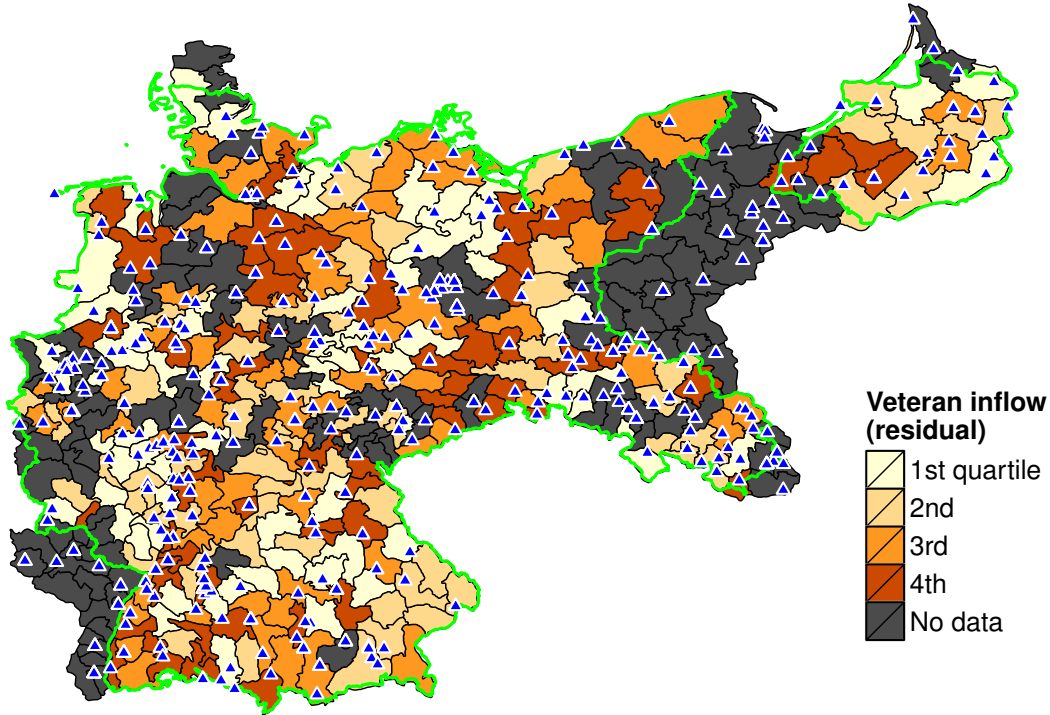 Veteran inflow
(residual)
1st quartile
2nd
3rd
4th
No data